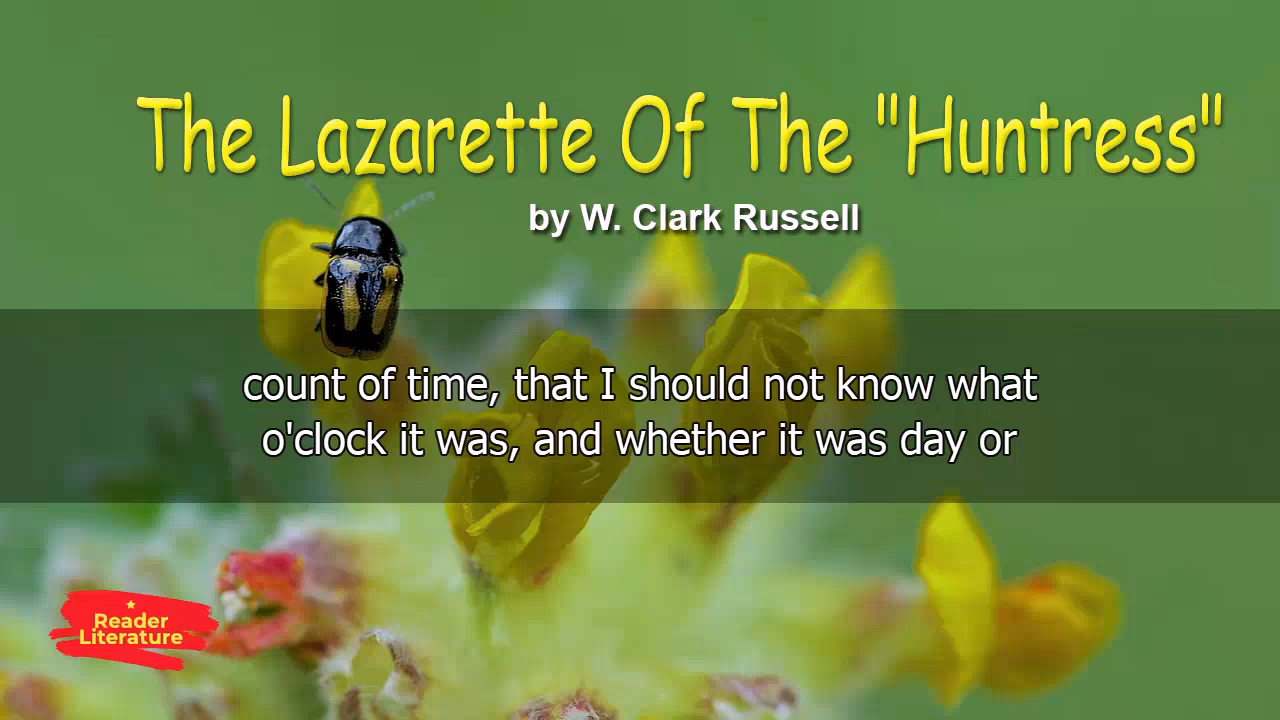 The Lazarette Of The "Huntress"
by W. Clark Russell
count of time, that I should not know what
o'clock it was, and whether it was day or
Reader
Literature